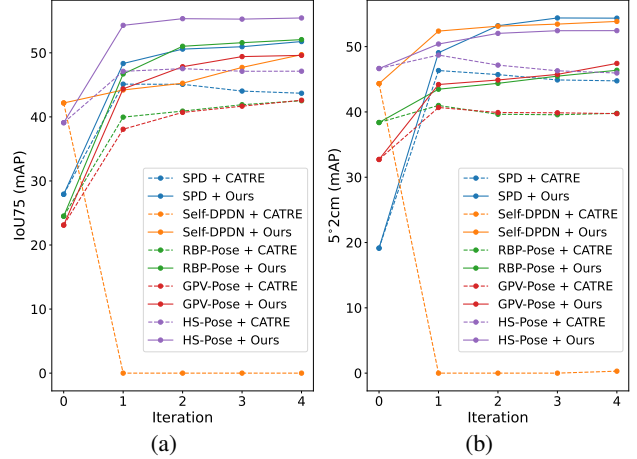 IoU75 (mAP)
50
40
30
20
10
0
SPD + CATRE
SPD + Ours
Self-DPDN + CATRE
Self-DPDN + Ours
RBP-Pose + CATRE
RBP-Pose + Ours
GPV-Pose + CATRE
GPV-Pose + Ours
HS-Pose + CATRE
HS-Pose + Ours
0 1 2 3 4
Iteration
(a)
5°2cm (mAP)
50
40
30
20
10
0
SPD + CATRE
SPD + Ours
Self-DPDN + CATRE
Self-DPDN + Ours
RBP-Pose + CATRE
RBP-Pose + Ours
GPV-Pose + CATRE
GPV-Pose + Ours
HS-Pose + CATRE
HS-Pose + Ours
0 1 2 3 4
Iteration
(b)